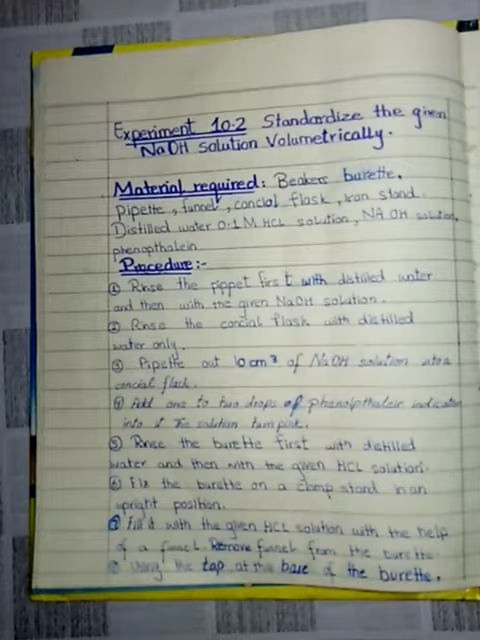 Experiment 10.2 Standardize the given
NaOH Solution Volumetrically.
Material required: Beakers burette,
pipette, funnel, concial flask, iron stand.
Distilled water 0.1 M HCL solution, NA OH solution,
phenopthalein
Procedure:-
① Rinse the pippet first with distilled water
and then with the given NaOH solution.
② Rinse the concial flask with distilled
water only.
③ Pipette out 10 cm³ of NaOH solution into a
concial flask.
④ Add one to two drops of phenolpthalein indicator
into it The solution turn pink.
⑤ Rinse the burette first with distilled
water and then with the given HCL solution.
⑥ Fix the burette on a clamp stand in an
upright position.
⑦ Fill it with the given HCL solution with the help
of a funnel. Remove funnel from the burette
⑧ Using the tap at the base of the burette.